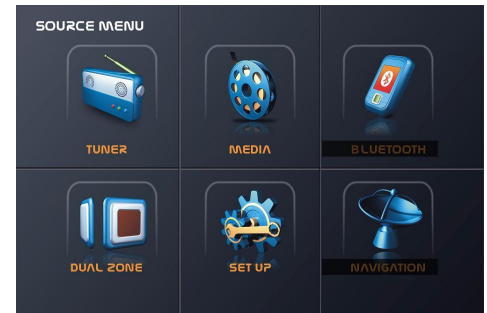 SOURCE MENU
TUNER
MEDIA
BLUETOOTH
DUAL ZONE
SET UP
NAVIGATION